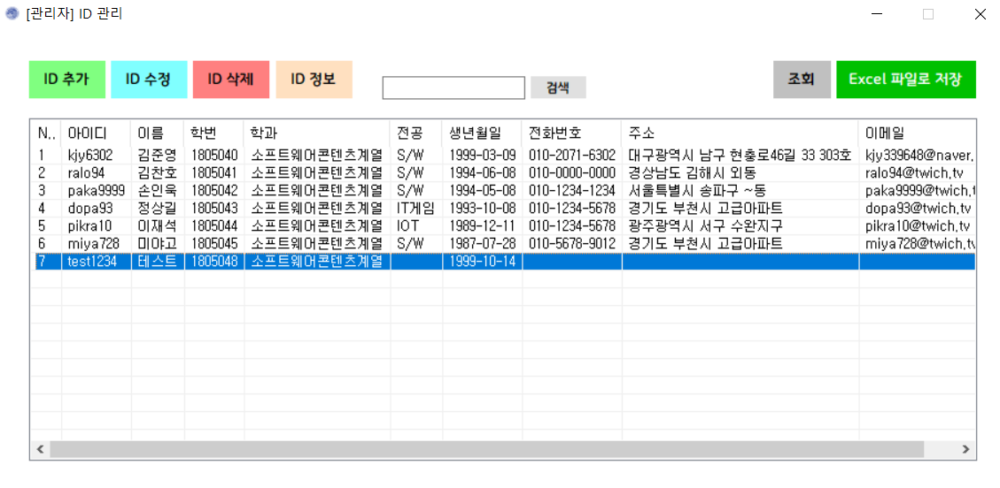 [관리자] ID 관리
ID 추가 ID 수정 ID 삭제 ID 정보 검색 조회 Excel 파일로 저장
N.. 아이디 이름 학번 학과 전공 생년월일 전화번호 주소 이메일
1 kjy6302 김준영 1805040 소프트웨어콘텐츠계열 S/W 1999-03-09 010-2071-6302 대구광역시 남구 현충로46길 33 303호 kjy339648@naver.
2 ralo94 김찬호 1805041 소프트웨어콘텐츠계열 S/W 1994-06-08 010-0000-0000 경상남도 김해시 외동 ralo94@twich.tv
3 paka9999 손인욱 1805042 소프트웨어콘텐츠계열 S/W 1994-05-08 010-1234-1234 서울특별시 송파구 ~동 paka9999@twich.t
4 dopa93 정상길 1805043 소프트웨어콘텐츠계열 IT게임 1993-10-08 010-1234-5678 경기도 부천시 고급아파트 dopa93@twich.tv
5 pikra10 이재석 1805044 소프트웨어콘텐츠계열 IOT 1989-12-11 010-1234-5678 광주광역시 서구 수완지구 pikra10@twich.tv
6 miya728 미야고 1805045 소프트웨어콘텐츠계열 S/W 1987-07-28 010-5678-9012 경기도 부천시 고급아파트 miya728@twich.tv
7 test1234 테스트 1805048 소프트웨어콘텐츠계열 1999-10-14